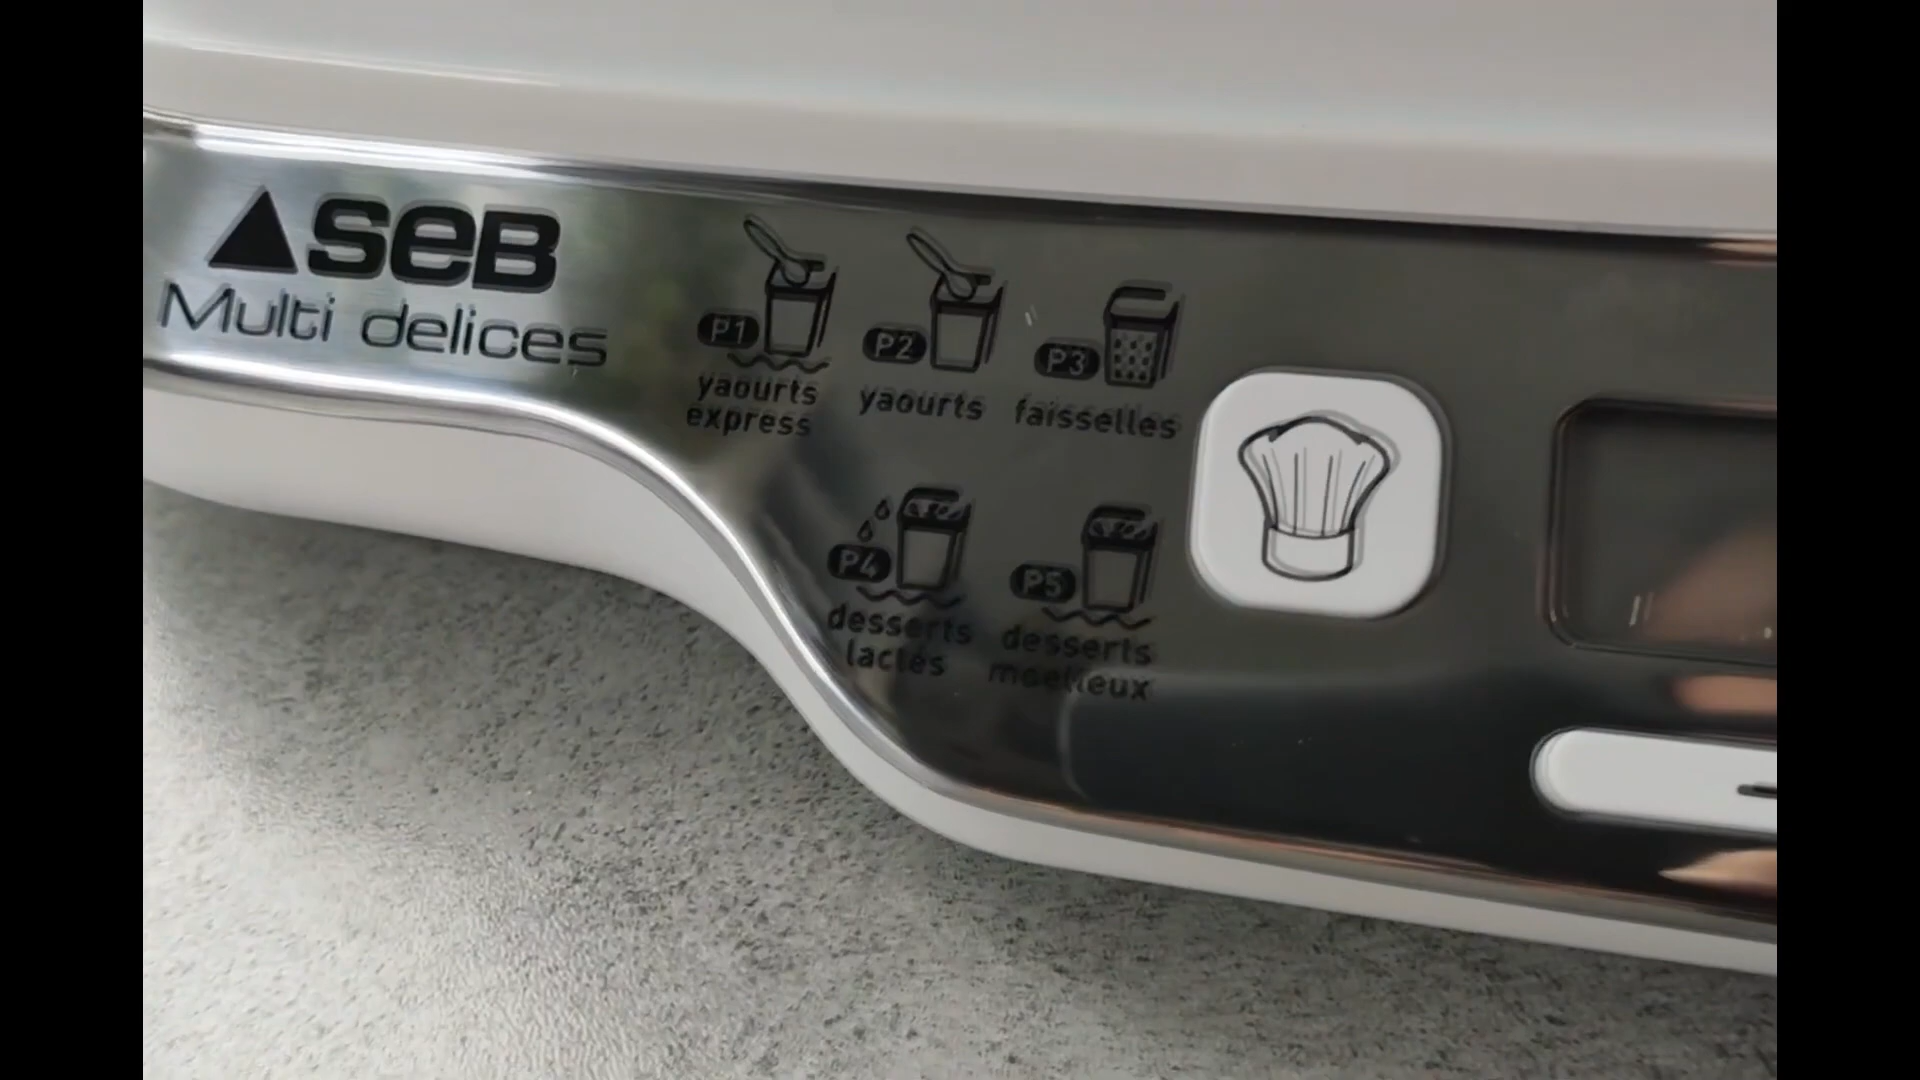 SEB
Multi delices
P1
yaourts
express
P2
yaourts
P3
faisselles
P4
desserts
lactés
P5
desserts
moelleux